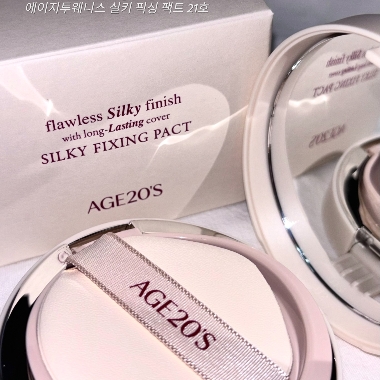 에이지투웨니스 실키 픽싱 팩트 21호
flawless Silky finish
with long-Lasting cover
SILKY FIXING PACT
AGE20'S
AGE20'S